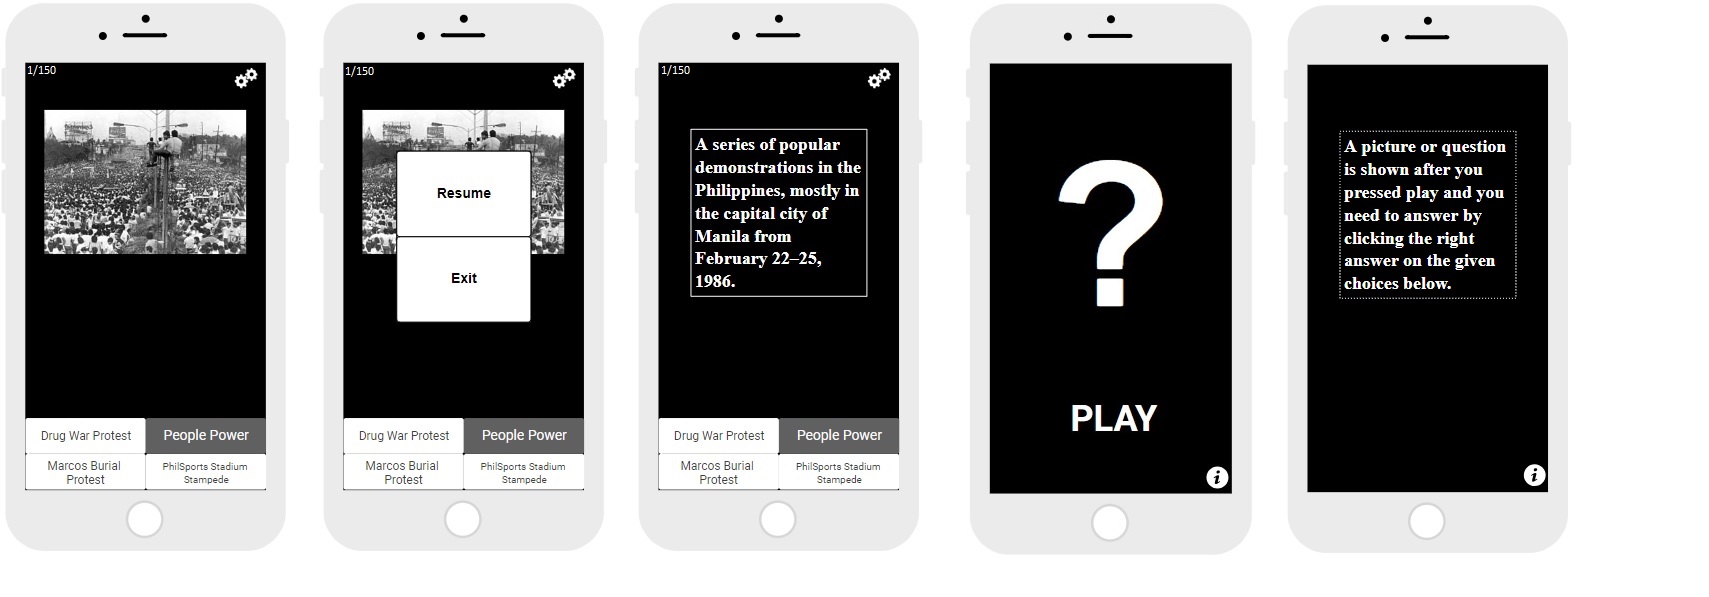 1/150
Drug War Protest
People Power
Marcos Burial
Protest
PhilSports Stadium
Stampede
1/150
Resume
Exit
Drug War Protest
People Power
Marcos Burial
Protest
PhilSports Stadium
Stampede
1/150
A series of popular
demonstrations in the
Philippines, mostly in
the capital city of
Manila from
February 22–25,
1986.
Drug War Protest
People Power
Marcos Burial
Protest
PhilSports Stadium
Stampede
?
PLAY
i
A picture or question
is shown after you
pressed play and you
need to answer by
clicking the right
answer on the given
choices below.
i